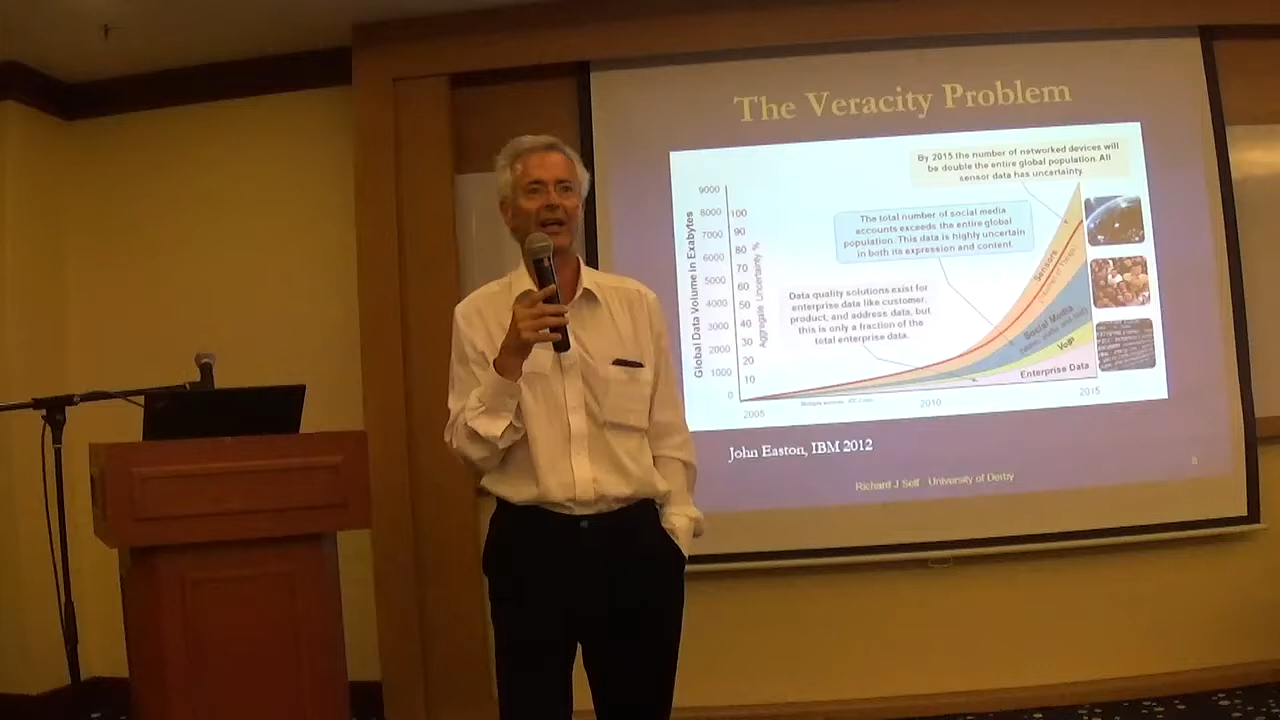 The Veracity Problem
By 2015 the number of networked devices will
be double the entire global population. All
sensor data has uncertainty.
The total number of social media
accounts exceeds the entire global
population. This data is highly uncertain
in both its expression and content.
Data quality solutions exist for
enterprise data like customer,
product, and address data, but
this is only a fraction of the
total enterprise data.
Global Data Volume in Exabytes
9000
8000
7000
6000
5000
4000
3000
2000
1000
0
Aggregate Uncertainty %
100
90
80
70
60
50
40
30
20
10
Sensors
Social Media
VoIP
Enterprise Data
2005
2010
2015
John Easton, IBM 2012
Richard J Self University of Derby
8